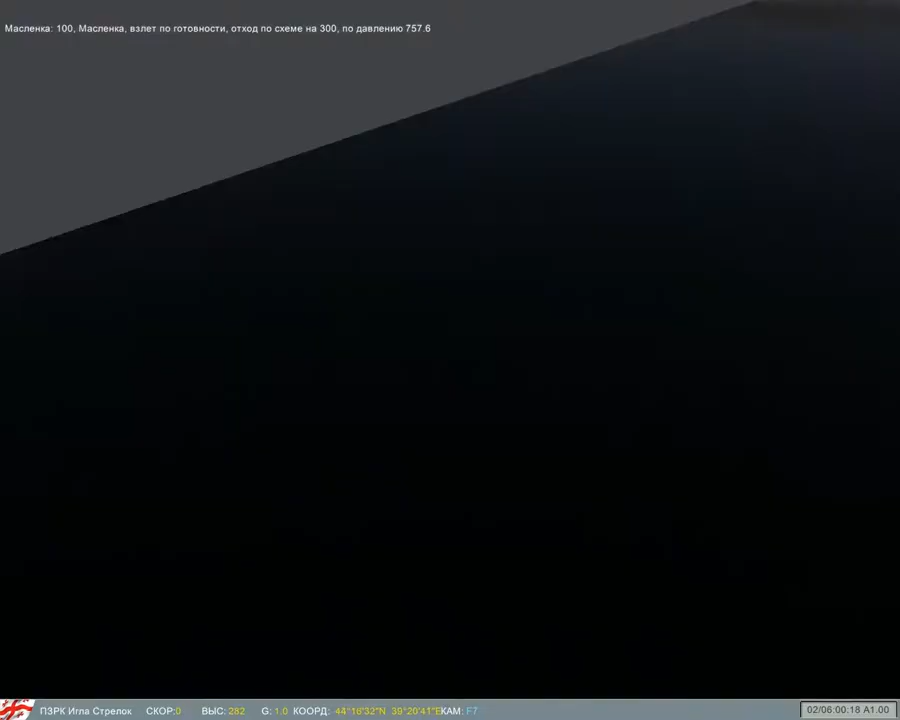 Масленка: 100, Масленка, взлет по готовности, отход по схеме на 300, по давлению 757.6
ПЗРК Игла Стрелок СКОР:0 ВЫС: 282 G: 1.0 КООРД: 44°16'32"N 39°20'41"E КАМ: F7 02/06:00:18 A1.00